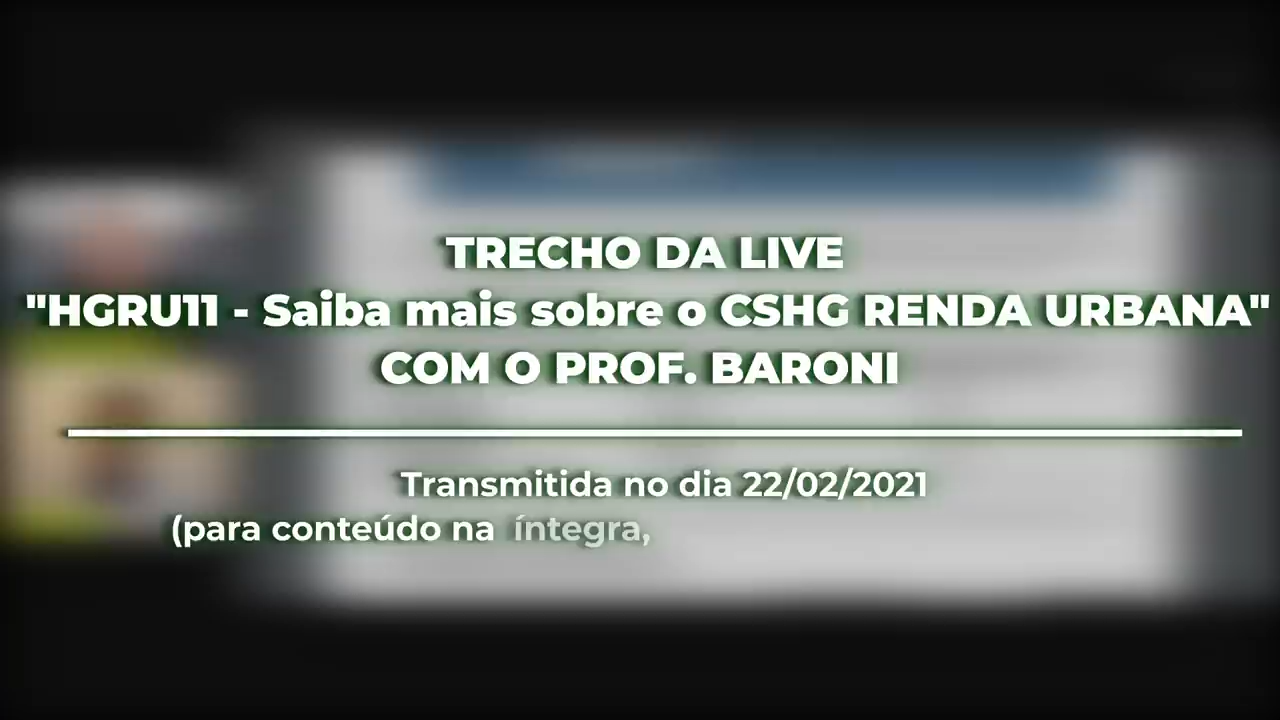 TRECHO DA LIVE
"HGRU11 - Saiba mais sobre o CSHG RENDA URBANA"
COM O PROF. BARONI
Transmitida no dia 22/02/2021
(para conteúdo na íntegra,